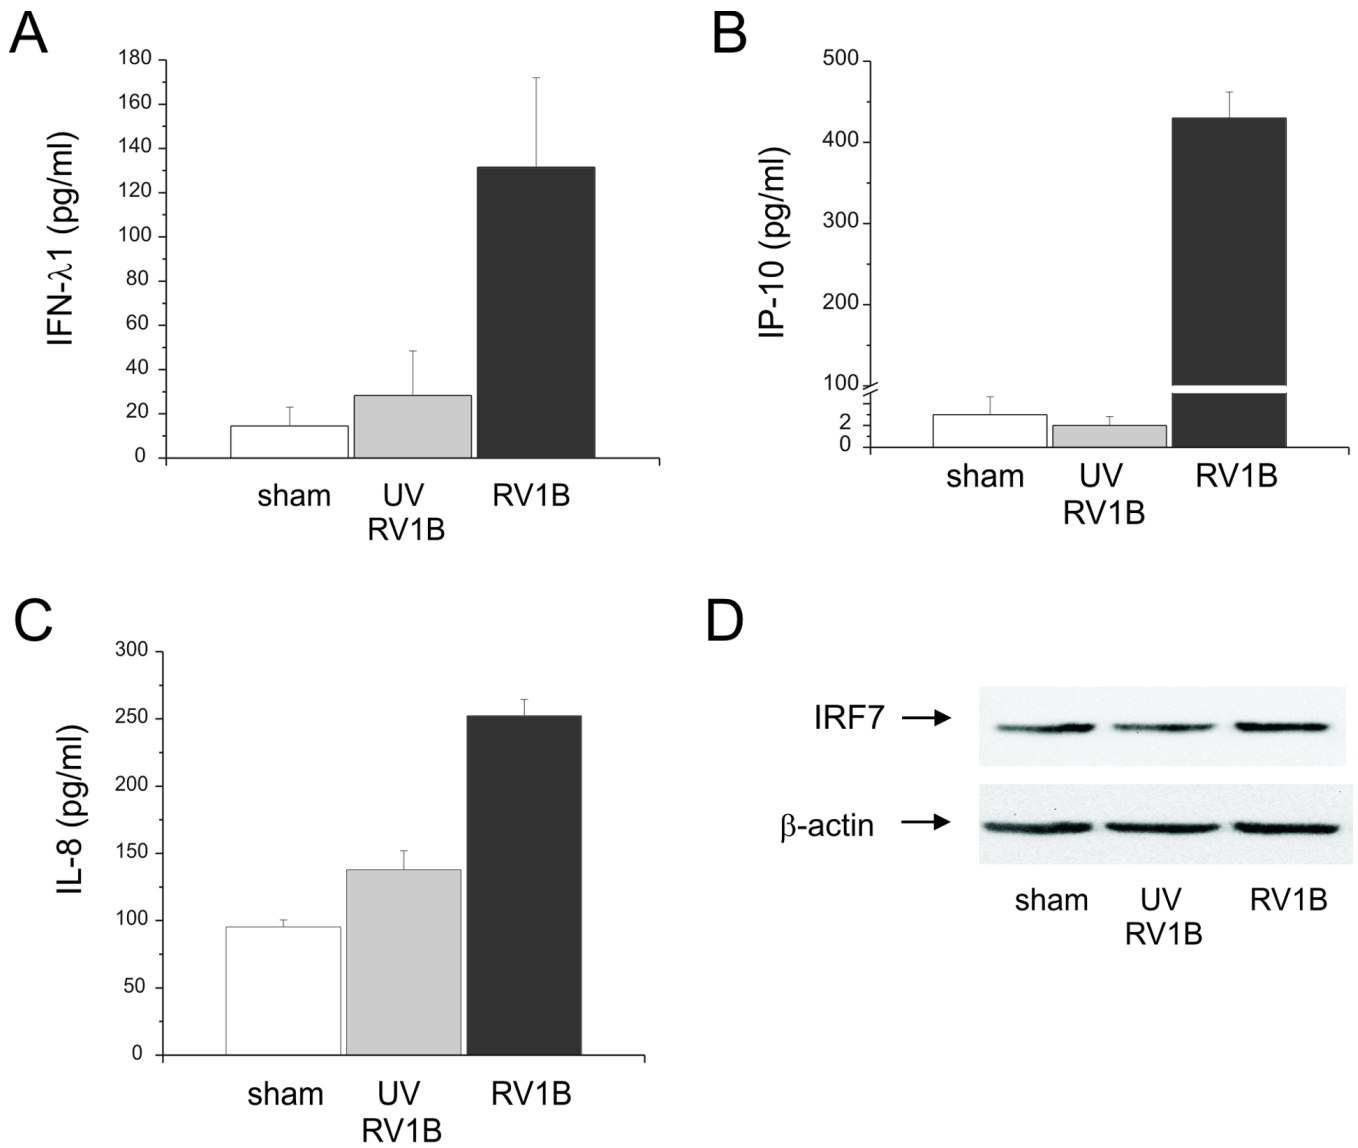 A
IFN-λ1 (pg/ml)
180
160
140
120
100
80
60
40
20
0
sham
UV
RV1B
RV1B
B
IP-10 (pg/ml)
500
400
300
200
100
2
0
sham
UV
RV1B
RV1B
C
IL-8 (pg/ml)
300
250
200
150
100
50
0
sham
UV
RV1B
RV1B
D
IRF7
β-actin
sham
UV
RV1B
RV1B